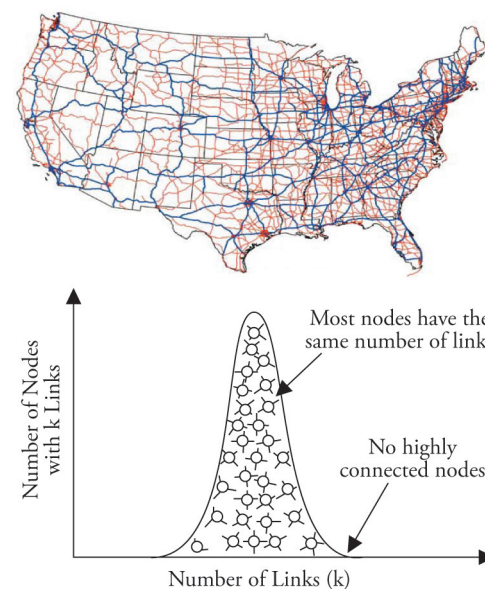 Most nodes have the
same number of link
No highly
connected nodes
Number of Nodes
with k Links
Number of Links (k)